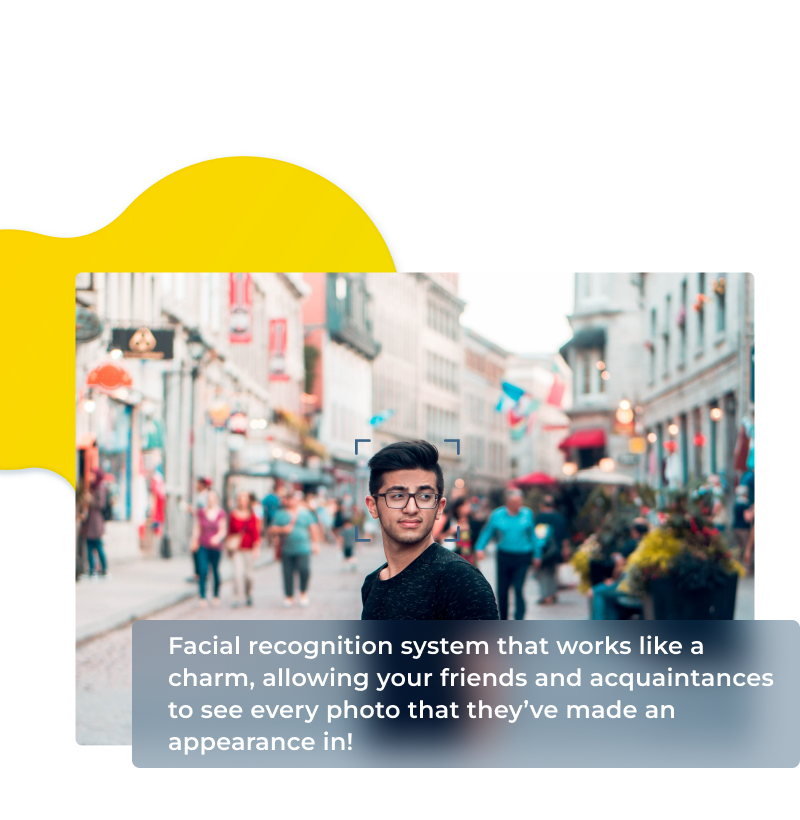 Facial recognition system that works like a
charm, allowing your friends and acquaintances
to see every photo that they’ve made an
appearance in!